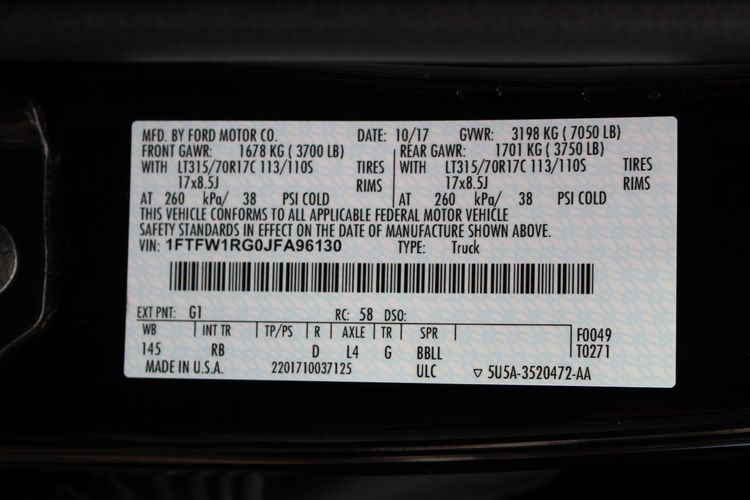 MFD. BY FORD MOTOR CO. DATE: 10/17 GVWR: 3198 KG ( 7050 LB)
FRONT GAWR: 1678 KG ( 3700 LB) REAR GAWR: 1701 KG ( 3750 LB)
WITH LT315/70R17C 113/110S TIRES WITH LT315/70R17C 113/110S TIRES
17x8.5J RIMS 17x8.5J RIMS
AT 260 kPa/ 38 PSI COLD AT 260 kPa/ 38 PSI COLD
THIS VEHICLE CONFORMS TO ALL APPLICABLE FEDERAL MOTOR VEHICLE
SAFETY STANDARDS IN EFFECT ON THE DATE OF MANUFACTURE SHOWN ABOVE.
VIN: 1FTFW1RG0JFA96130 TYPE: Truck
EXT PNT: G1 RC: 58 DSO:
WB INT TR TP/PS R AXLE TR SPR F0049
145 RB D L4 G BBLL T0271
MADE IN U.S.A. 2201710037125 ULC ▽ 5U5A-3520472-AA